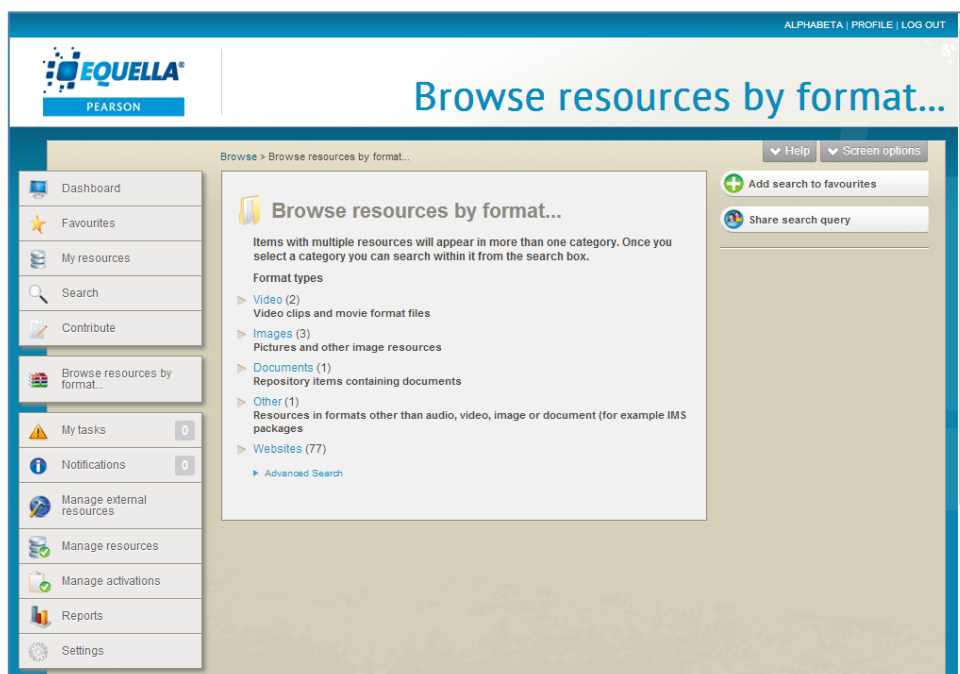 ALPHABETA | PROFILE | LOG OUT
EQUELLA®
PEARSON
Browse resources by format...
Browse > Browse resources by format...
Help
Screen options
Dashboard
Favourites
My resources
Search
Contribute
Browse resources by
format...
My tasks
0
Notifications
0
Manage external
resources
Manage resources
Manage activations
Reports
Settings
Browse resources by format...
Items with multiple resources will appear in more than one category. Once you
select a category you can search within it from the search box.
Format types
Video (2)
Video clips and movie format files
Images (3)
Pictures and other image resources
Documents (1)
Repository items containing documents
Other (1)
Resources in formats other than audio, video, image or document (for example IMS
packages
Websites (77)
Advanced Search
Add search to favourites
Share search query